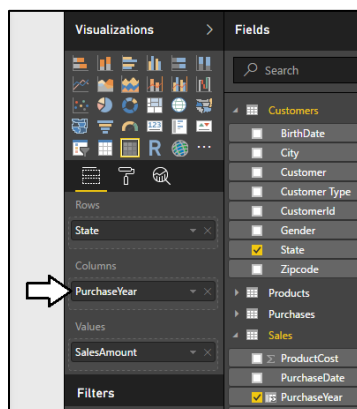 Visualizations
Fields
Search
Customers
BirthDate
City
Customer
Customer Type
CustomerId
Gender
State
Zipcode
Products
Purchases
Sales
ProductCost
PurchaseDate
PurchaseYear
123
R
Rows
State
Columns
PurchaseYear
Values
SalesAmount
Filters